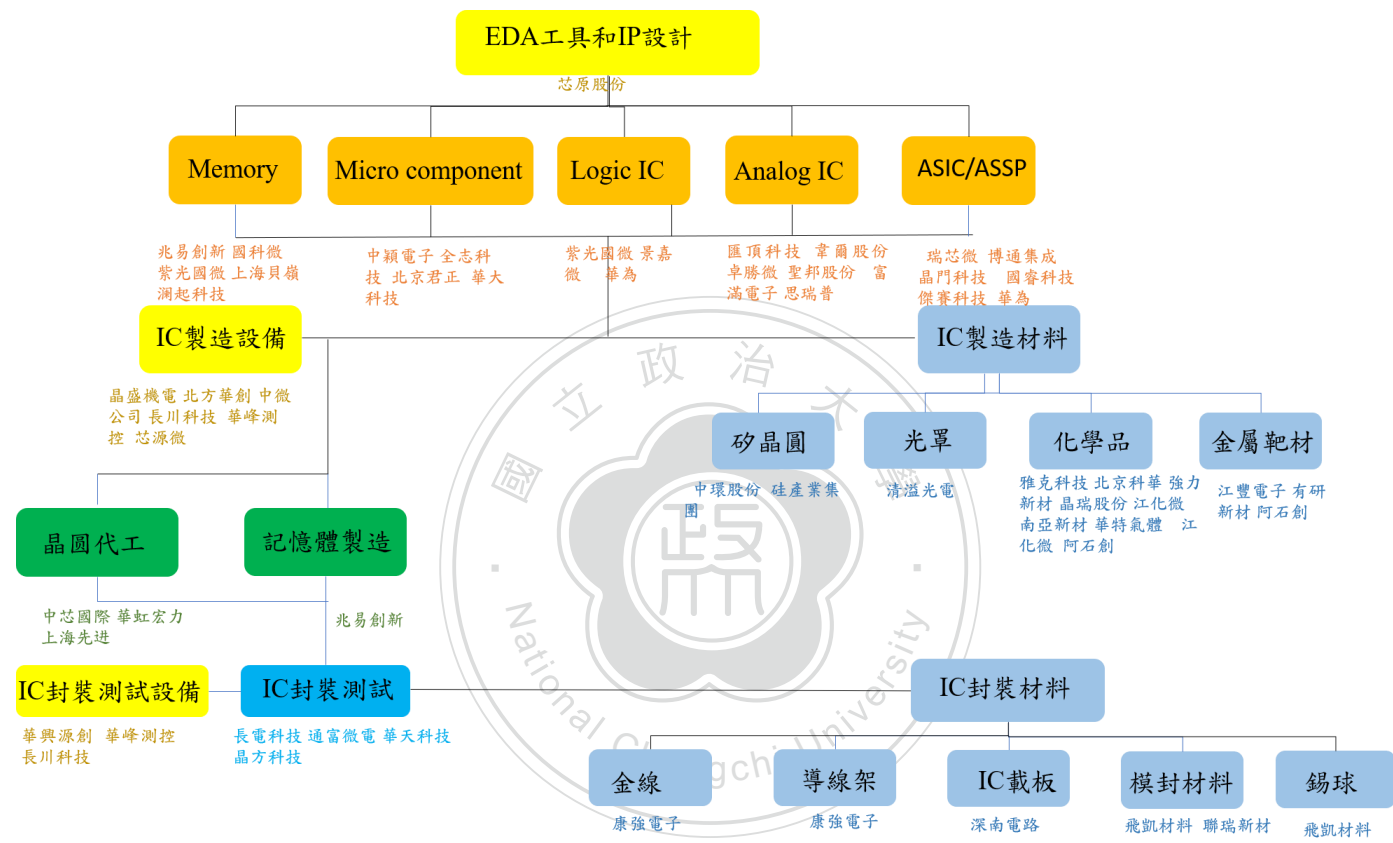 EDA工具和IP設計
芯原股份
Memory
Micro component
Logic IC
Analog IC
ASIC/ASSP
兆易創新 國科微
紫光國微 上海貝嶺
瀾起科技
中穎電子 全志科
技 北京君正 華大
科技
紫光國微 景嘉
微 華為
匯頂科技 韋爾股份
卓勝微 聖邦股份 富
滿電子 思瑞普
瑞芯微 博通集成
晶門科技 國睿科技
傑賽科技 華為
IC製造設備
IC製造材料
晶盛機電 北方華創 中微
公司 長川科技 華峰測
控 芯源微
矽晶圓
光罩
化學品
金屬靶材
中環股份 硅產業集
團
清溢光電
雅克科技 北京科華 強力
新材 晶瑞股份 江化微
南亞新材 華特氣體 江
化微 阿石創
江豐電子 有研
新材 阿石創
晶圓代工
記憶體製造
中芯國際 華虹宏力
上海先进
兆易創新
IC封裝測試設備
IC封裝測試
IC封裝材料
華興源創 華峰測控
長川科技
長電科技 通富微電 華天科技
晶方科技
金線
導線架
IC載板
模封材料
錫球
康強電子
康強電子
深南電路
飛凱材料 聯瑞新材
飛凱材料
國立政治大學
政
National Chengchi University